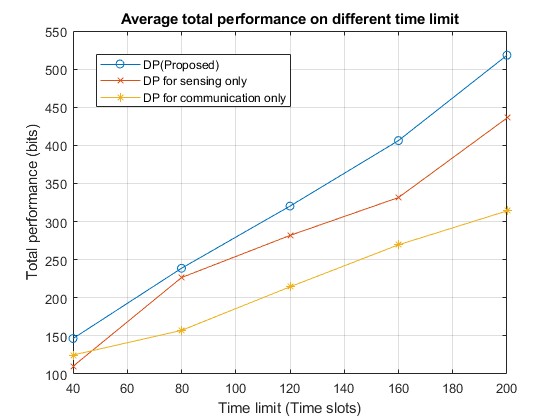 Average total performance on different time limit
550
500
450
400
350
300
250
200
150
100
Total performance (bits)
DP(Proposed)
DP for sensing only
DP for communication only
40 60 80 100 120 140 160 180 200
Time limit (Time slots)